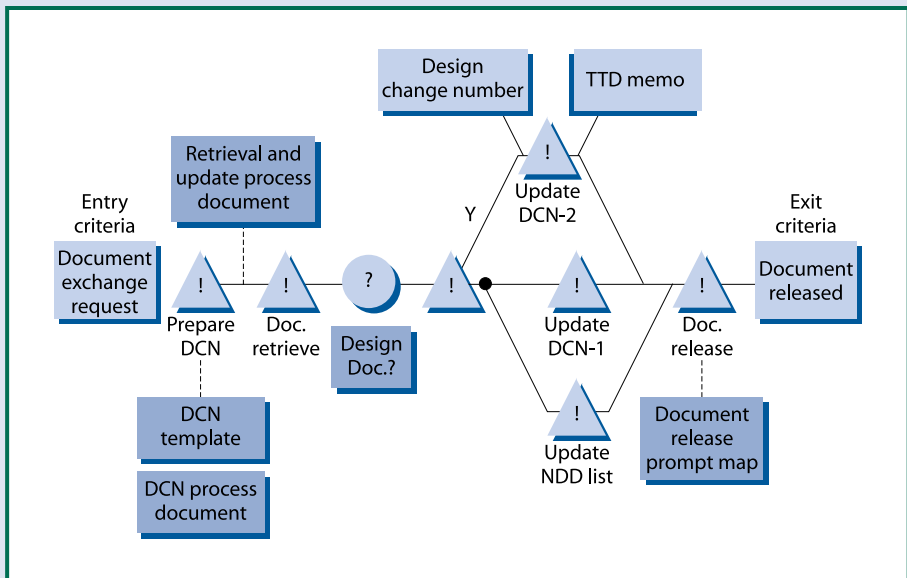 Design
change number
TTD memo
Retrieval and
update process
document
!
Update
DCN-2
Y
Entry
criteria
Exit
criteria
Document
exchange
request
!
Prepare
DCN
!
Doc.
retrieve
?
Design
Doc.?
!
!
Update
DCN-1
!
Doc.
release
Document
released
DCN
template
DCN process
document
!
Update
NDD list
Document
release
prompt map